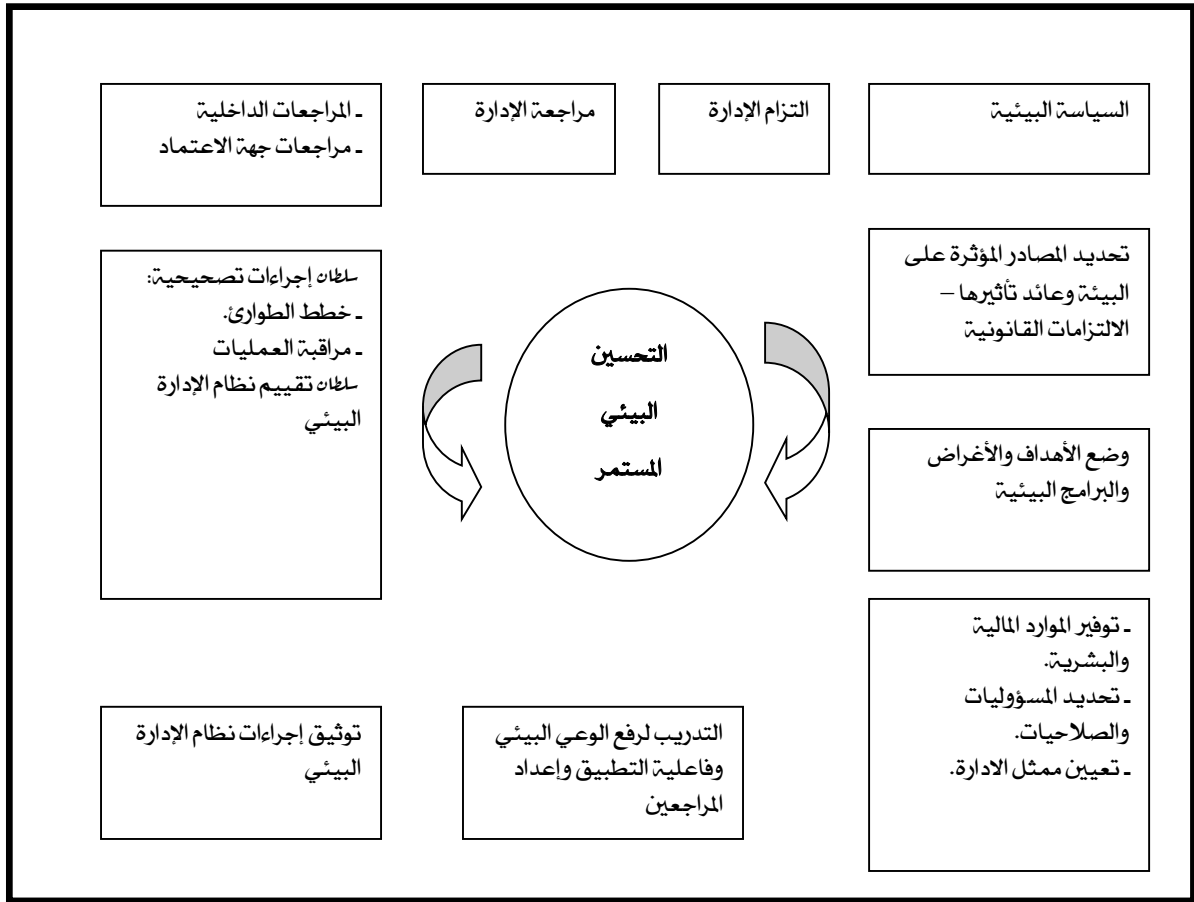 السياسة البيئية
التزام الإدارة
مراجعة الإدارة
ـ المراجعات الداخلية
ـ مراجعات جهة الاعتماد
تحديد المصادر المؤثرة على
البيئة وعائد تأثيرها –
الالتزامات القانونية
سلطان إجراءات تصحيحية:
ـ خطط الطوارئ.
ـ مراقبة العمليات
سلطان تقييم نظام الإدارة
البيئي
التحسين
البيئي
المستمر
وضع الأهداف والأغراض
والبرامج البيئية
ـ توفير الموارد المالية
والبشرية.
ـ تحديد المسؤوليات
والصلاحيات.
ـ تعيين ممثل الادارة.
التدريب لرفع الوعي البيئي
وفاعلية التطبيق وإعداد
المراجعين
توثيق إجراءات نظام الإدارة
البيئي